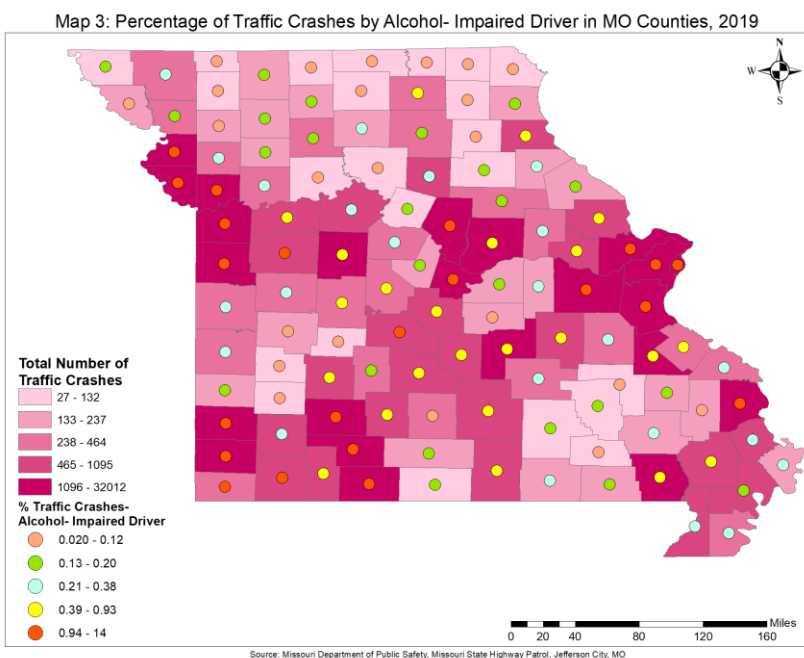 Map 3: Percentage of Traffic Crashes by Alcohol- Impaired Driver in MO Counties, 2019
N
W E
S
Total Number of
Traffic Crashes
27 - 132
133 - 237
238 - 464
465 - 1095
1096 - 32012
% Traffic Crashes-
Alcohol- Impaired Driver
0.020 - 0.12
0.13 - 0.20
0.21 - 0.38
0.39 - 0.93
0.94 - 14
Miles
0 20 40 80 120 160
Source: Missouri Department of Public Safety, Missouri State Highway Patrol, Jefferson City, MO